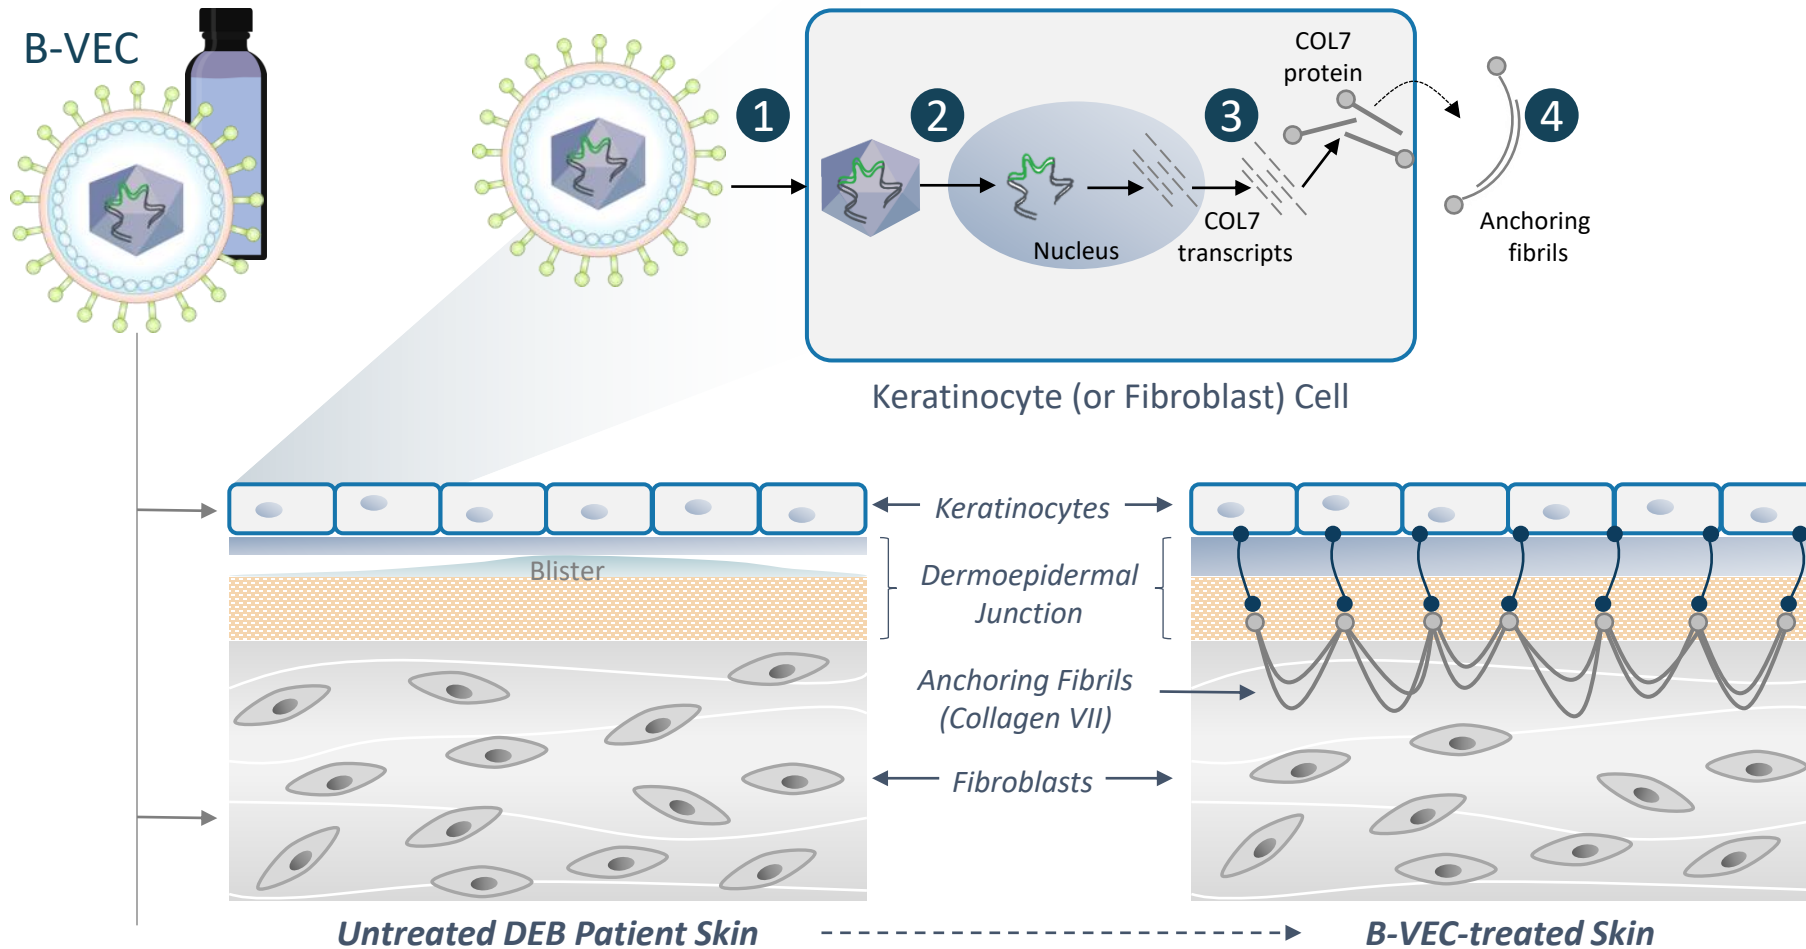 B-VEC
1
2
3
4
COL7
protein
Nucleus
COL7
transcripts
Anchoring
fibrils
Keratinocyte (or Fibroblast) Cell
Keratinocytes
Blister
Dermoepidermal
Junction
Anchoring Fibrils
(Collagen VII)
Fibroblasts
Untreated DEB Patient Skin
B-VEC-treated Skin